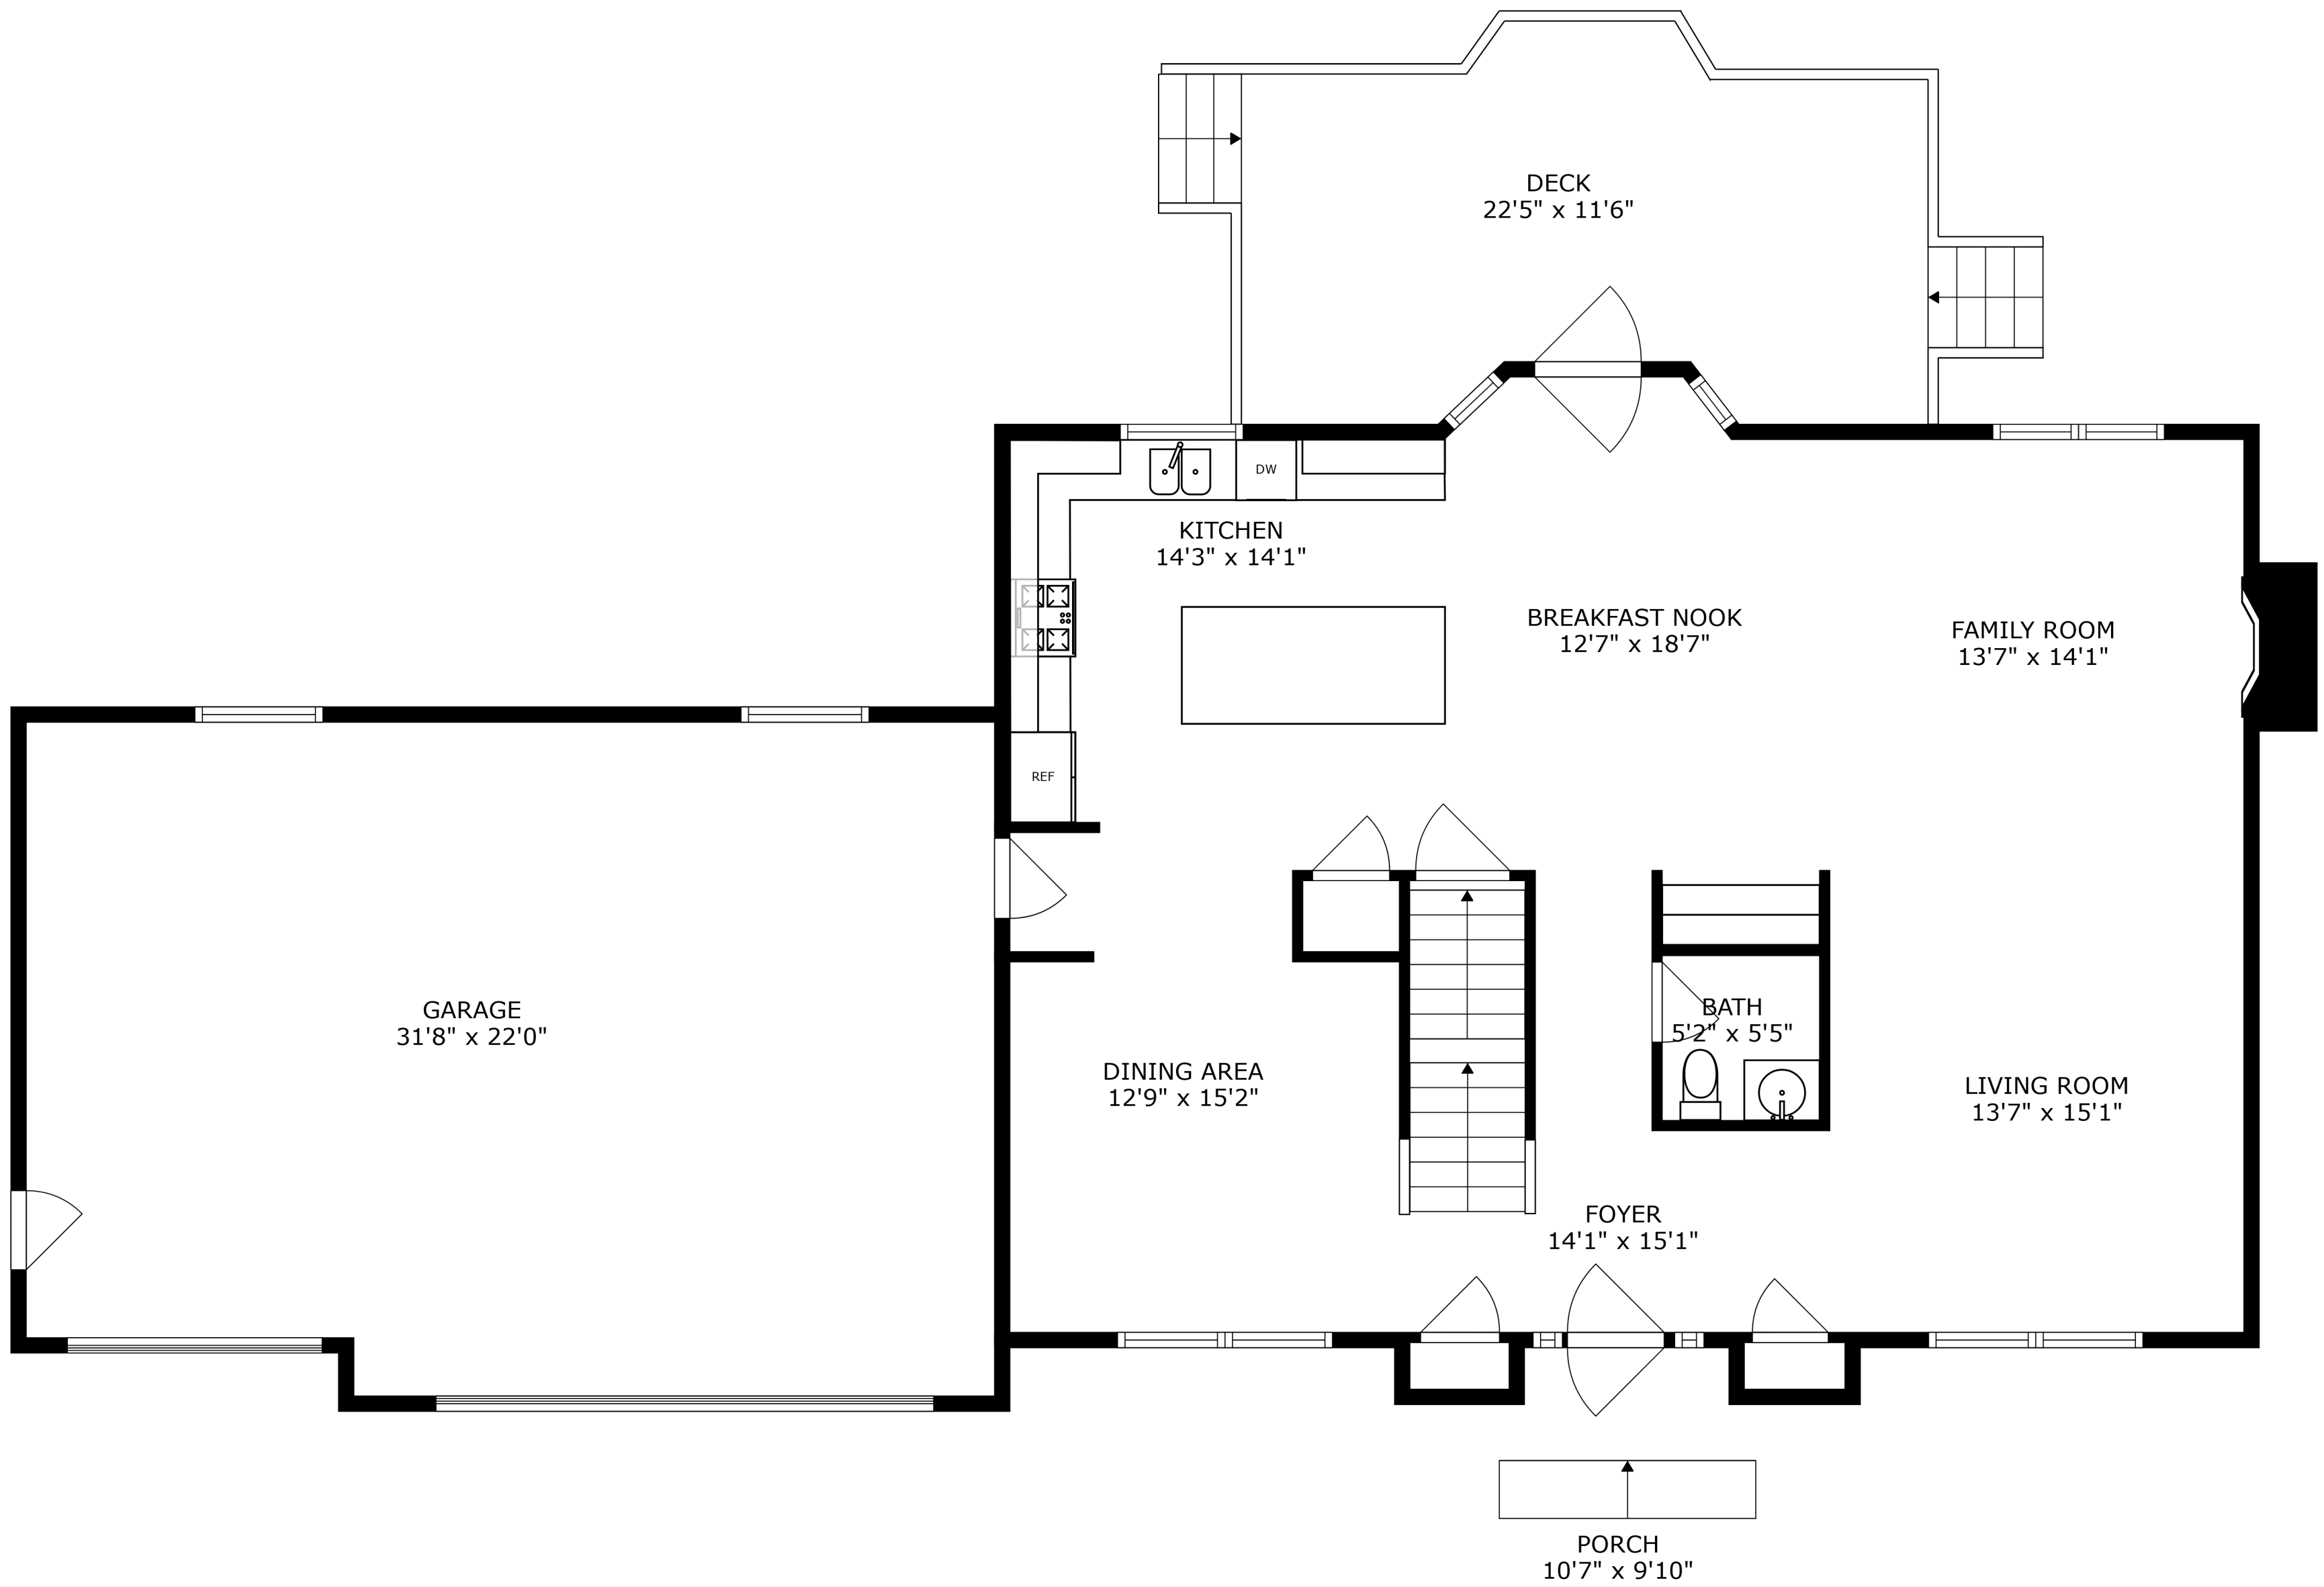 DECK
22'5" x 11'6"
DW
KITCHEN
14'3" x 14'1"
BREAKFAST NOOK
12'7" x 18'7"
FAMILY ROOM
13'7" x 14'1"
REF
GARAGE
31'8" x 22'0"
BATH
5'2" x 5'5"
DINING AREA
12'9" x 15'2"
LIVING ROOM
13'7" x 15'1"
FOYER
14'1" x 15'1"
PORCH
10'7" x 9'10"